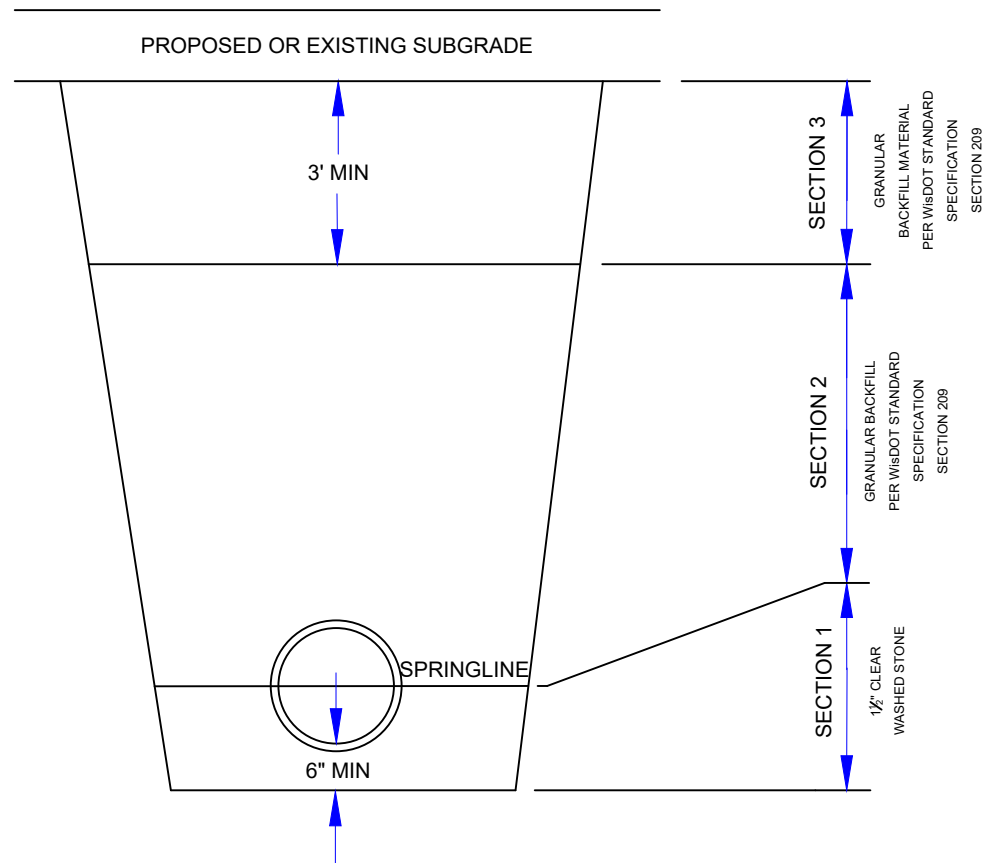 PROPOSED OR EXISTING SUBGRADE
3' MIN
SECTION 3
GRANULAR
BACKFILL MATERIAL
PER WisDOT STANDARD
SPECIFICATION
SECTION 209
SECTION 2
GRANULAR BACKFILL
PER WisDOT STANDARD
SPECIFICATION
SECTION 209
SPRINGLINE
6" MIN
SECTION 1
1½" CLEAR
WASHED STONE